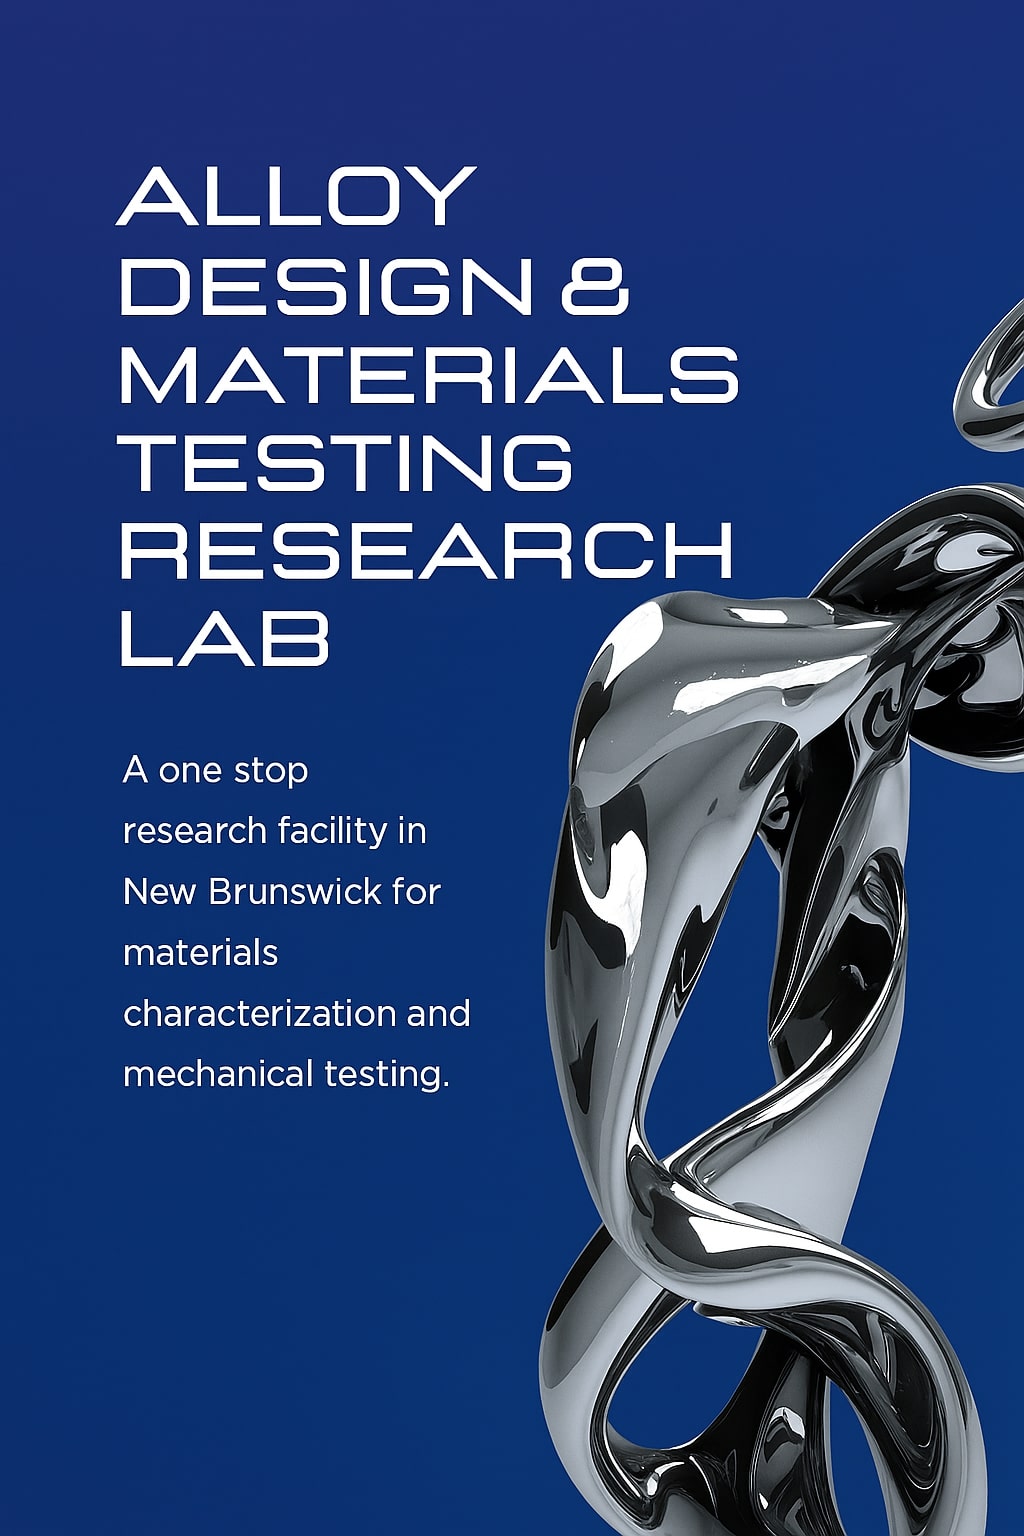 ALLOY
DESIGN &
MATERIALS
TESTING
RESEARCH
LAB
A one stop
research facility in
New Brunswick for
materials
characterization and
mechanical testing.